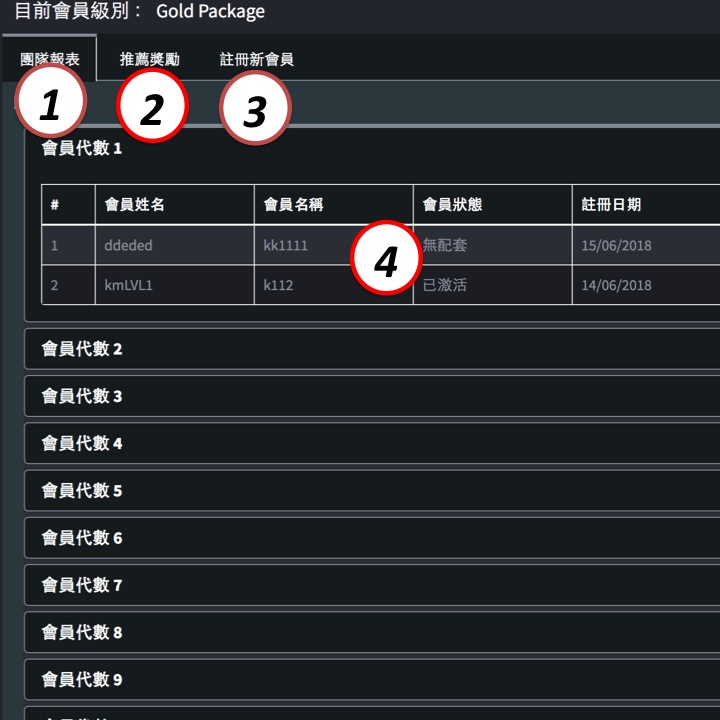 目前會員級別： Gold Package
團隊報表 推薦獎勵 註冊新會員
1 2 3
會員代數 1
# 會員姓名 會員名稱 會員狀態 註冊日期
1 ddeded kk1111 無配套 15/06/2018
4
2 kmLVL1 k112 已激活 14/06/2018
會員代數 2
會員代數 3
會員代數 4
會員代數 5
會員代數 6
會員代數 7
會員代數 8
會員代數 9